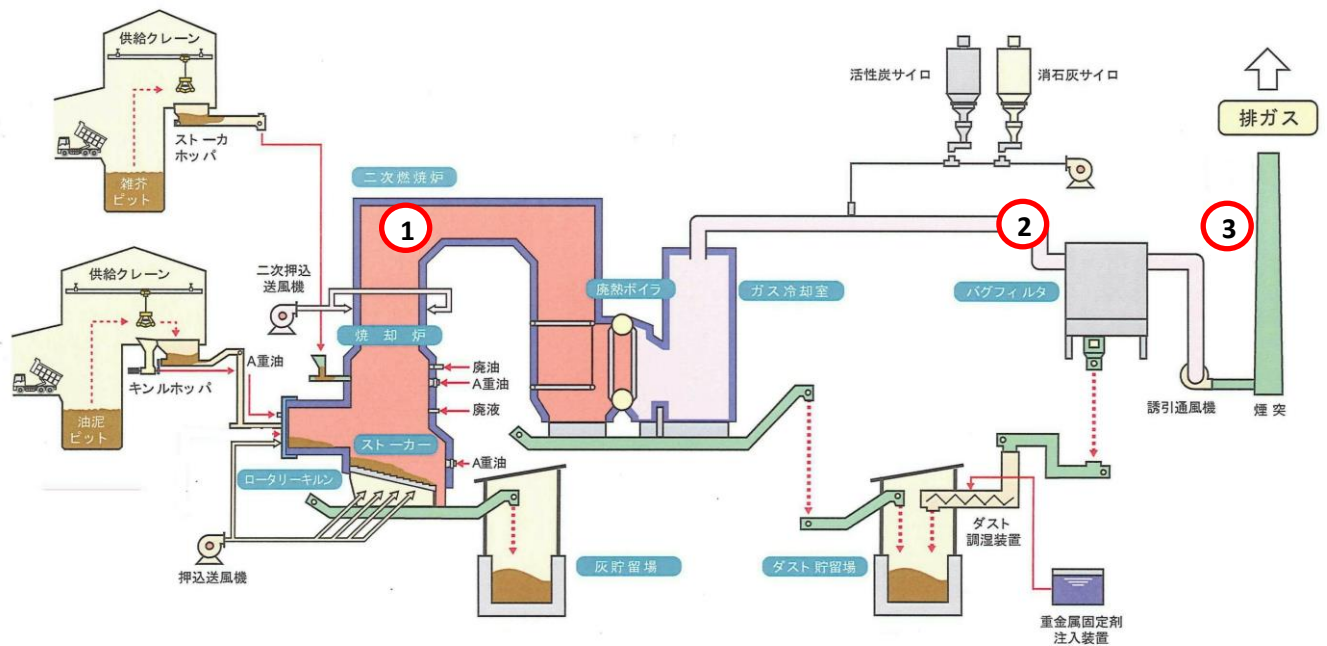 供給クレーン
ストーカ
ホッパ
雑芥
ピット
供給クレーン
A重油
キンルホッパ
油泥
ピット
二次燃焼炉
1
二次押込
送風機
焼却炉
廃油
A重油
廃液
ストーカー
A重油
ロータリーキルン
押込送風機
灰貯留場
廃熱ボイラ
ガス冷却室
活性炭サイロ
消石灰サイロ
2
バグフィルタ
3
排ガス
誘引通風機
煙突
ダスト
調湿装置
ダスト貯留場
重金属固定剤
注入装置